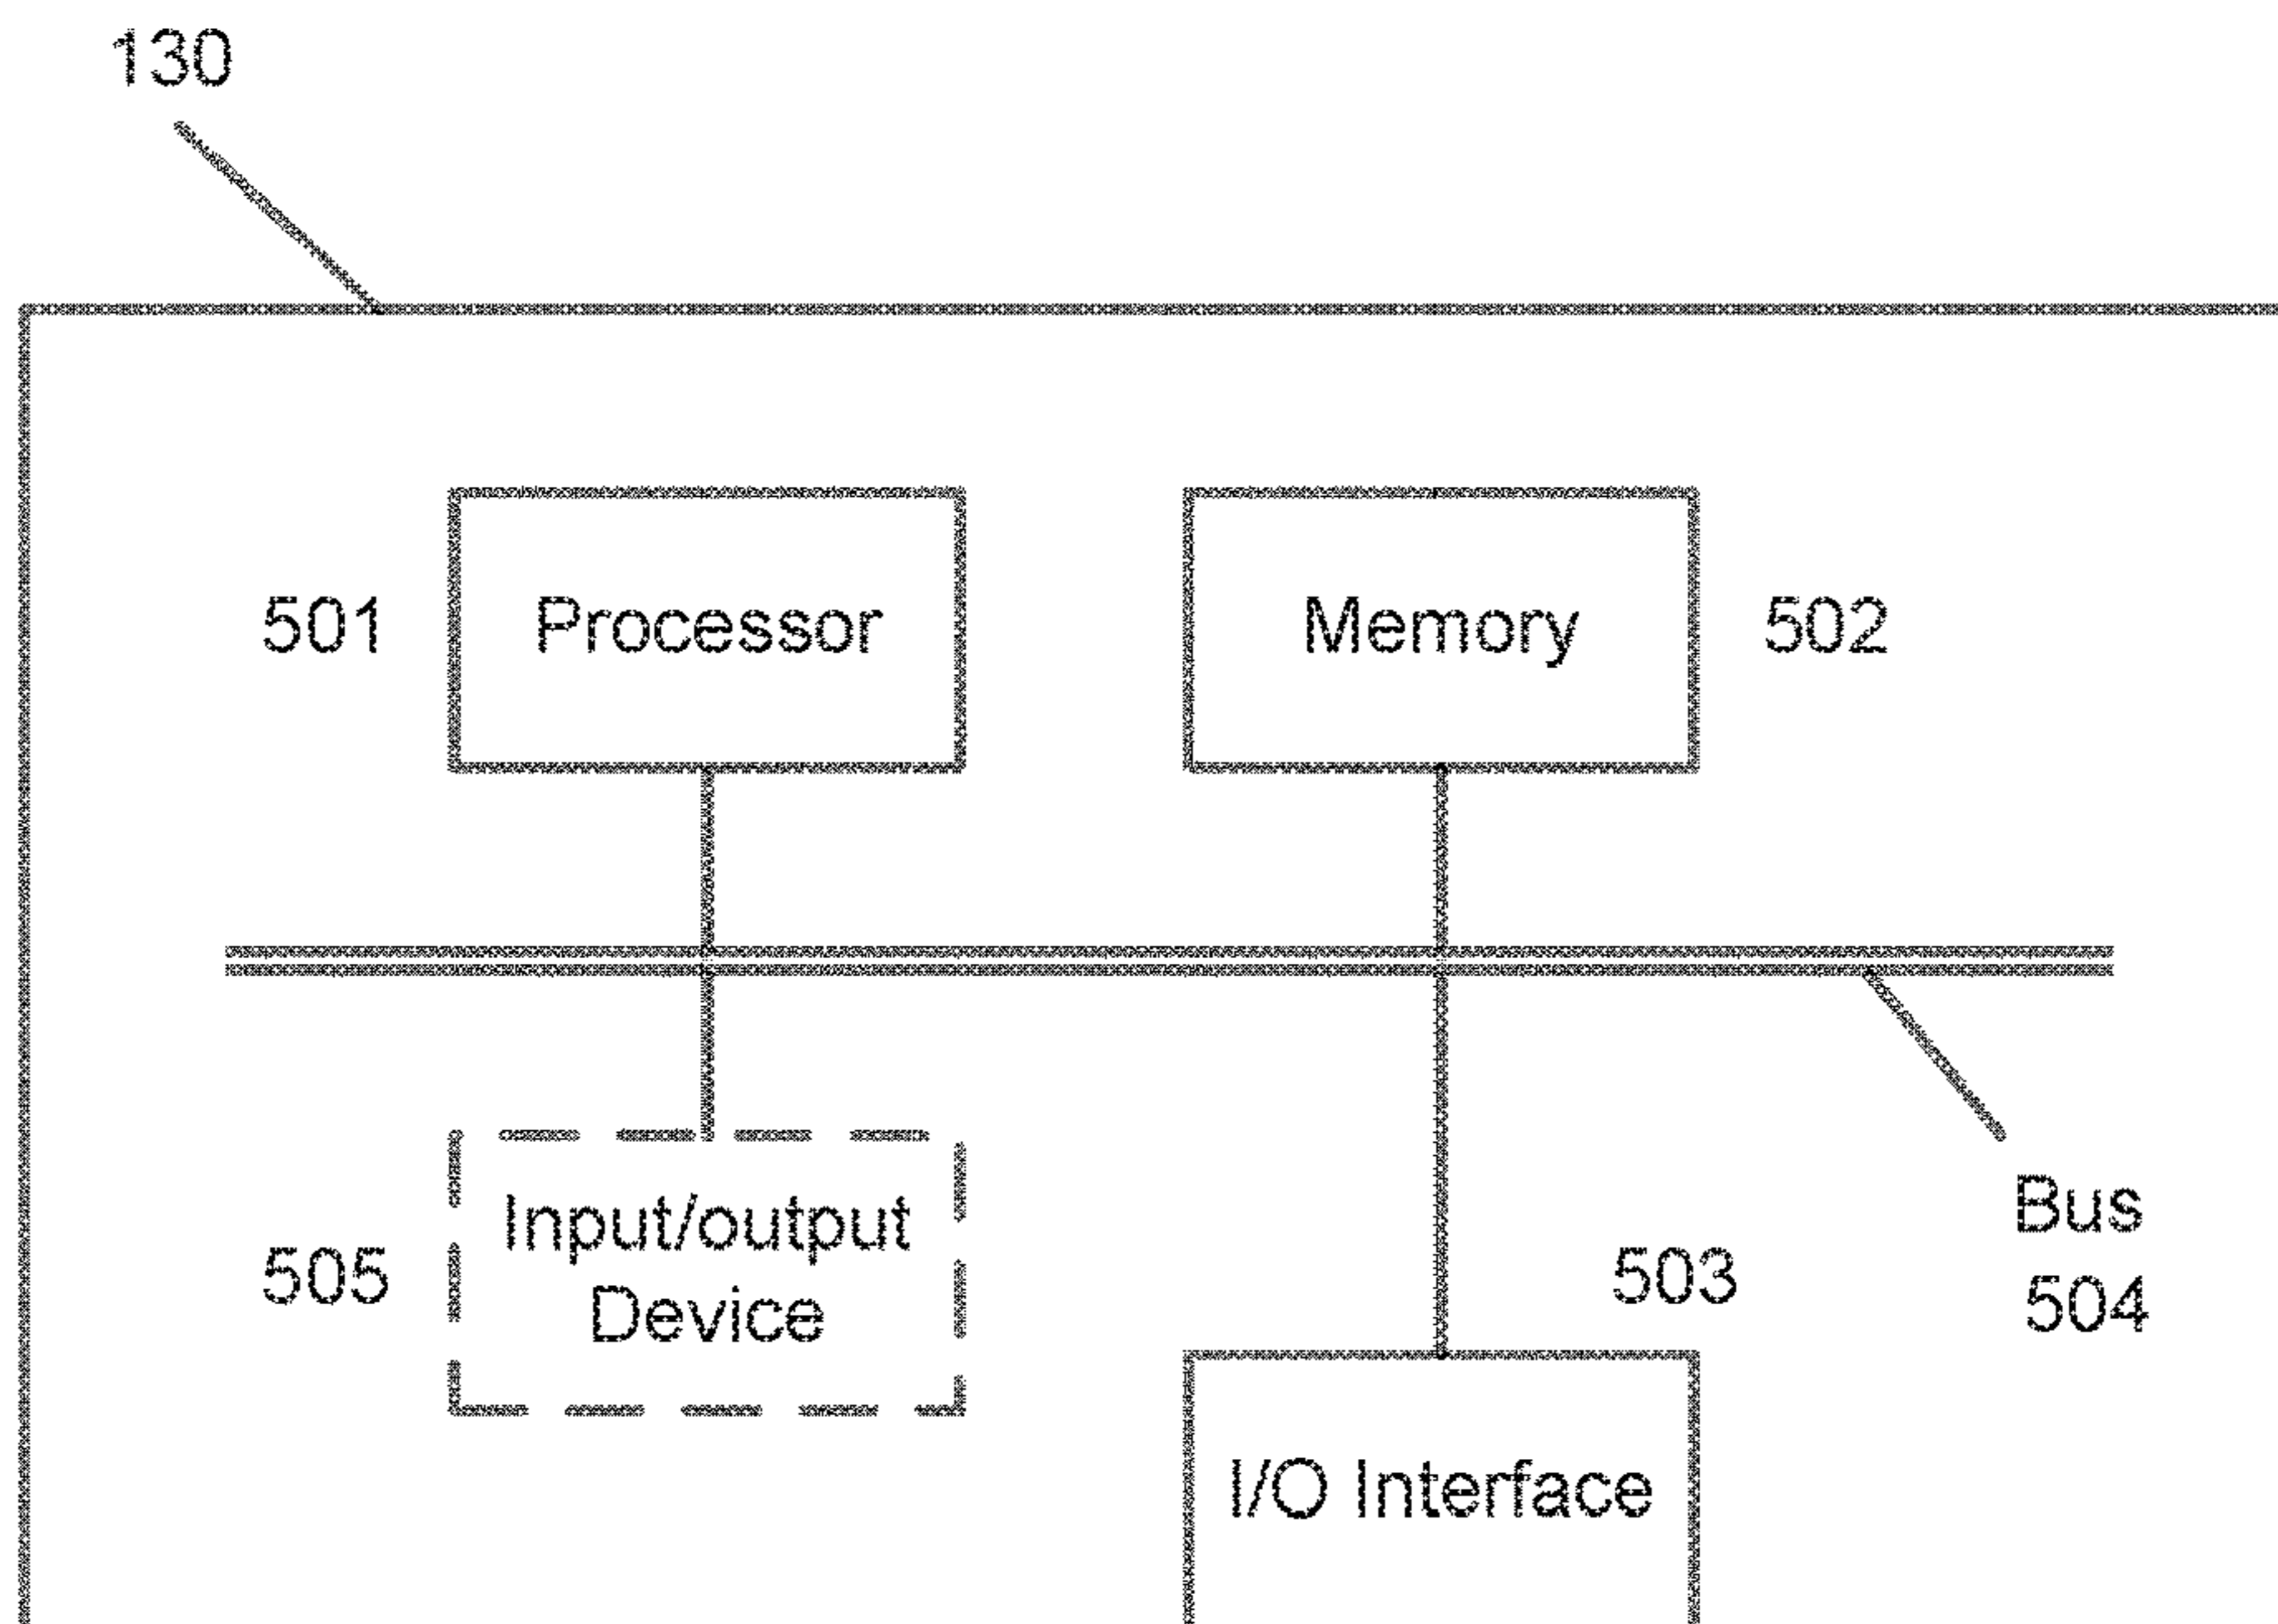 130
501
Processor
Memory
502
Bus
504
505
Input/output
Device
503
I/O Interface